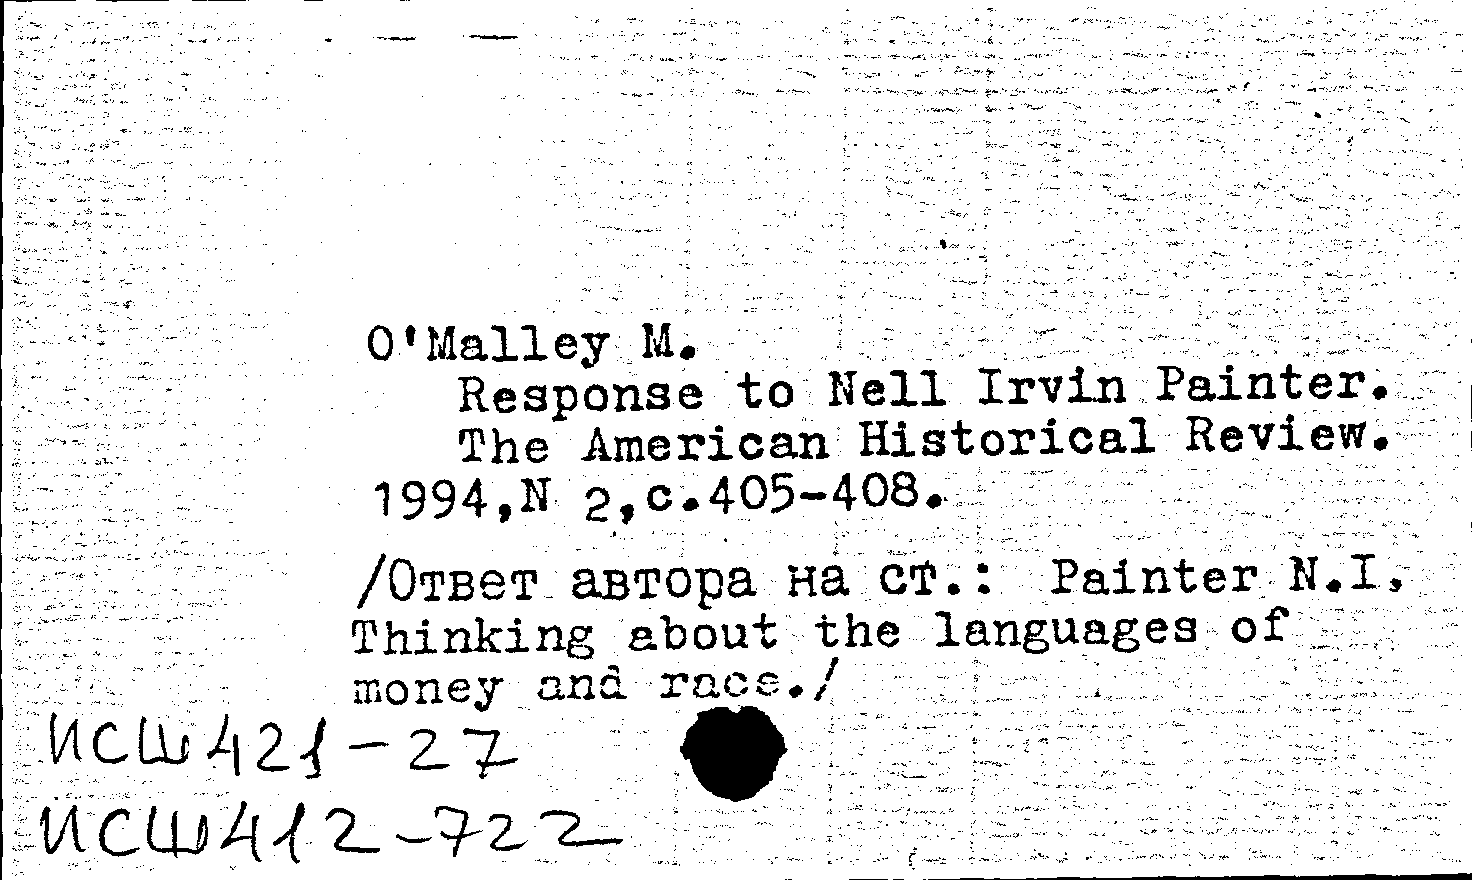 O'Malley M.
Response to Nell Irvin Painter.
The American Historical Review.
1994,N 2,c.405-408.
/Ответ автора на ст.: Painter N.I.
Thinking about the languages of
money and race./
ИСШ421-27
ИСШ412-722